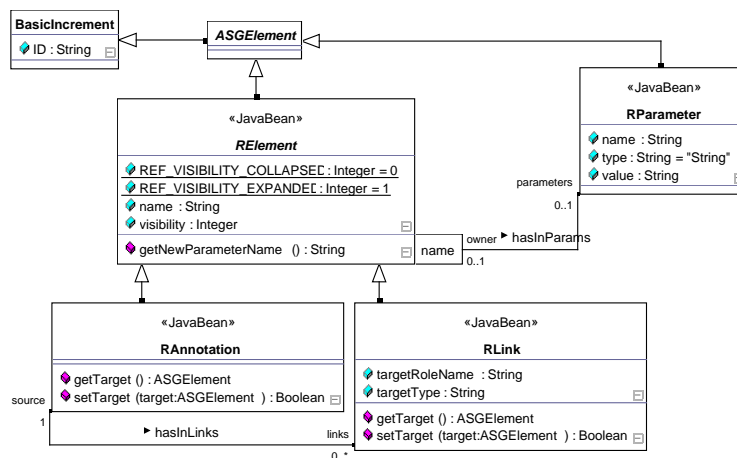 BasicIncrement
ID : String
ASGElement
«JavaBean»
RElement
REF_VISIBILITY_COLLAPSED : Integer = 0
REF_VISIBILITY_EXPANDED : Integer = 1
name : String
visibility : Integer
getNewParameterName () : String
name
«JavaBean»
RParameter
name : String
type : String = "String"
value : String
parameters
0..1
owner
hasInParams
0..1
«JavaBean»
RAnnotation
getTarget () : ASGElement
setTarget (target:ASGElement ) : Boolean
«JavaBean»
RLink
targetRoleName : String
targetType : String
getTarget () : ASGElement
setTarget (target:ASGElement ) : Boolean
source
1
hasInLinks
links
0..*